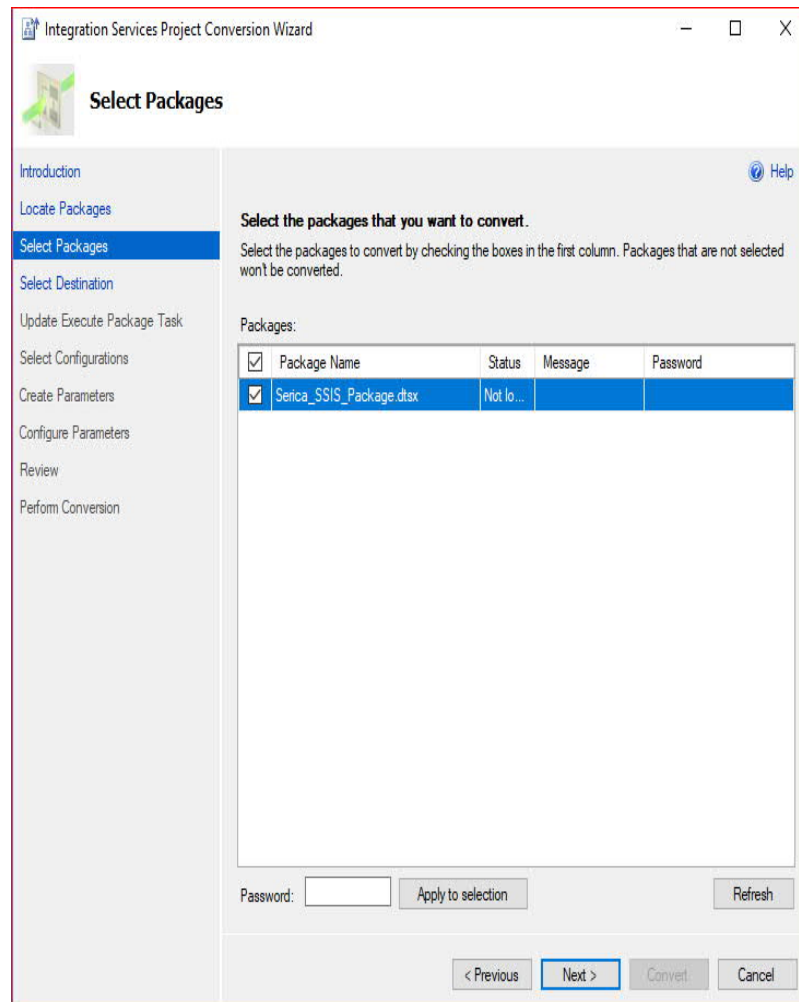 Integration Services Project Conversion Wizard
Select Packages
Introduction
Locate Packages
Select Packages
Select Destination
Update Execute Package Task
Select Configurations
Create Parameters
Configure Parameters
Review
Perform Conversion
Help
Select the packages that you want to convert.
Select the packages to convert by checking the boxes in the first column. Packages that are not selected
won't be converted.
Packages:
Package Name Status Message Password
Serica_SSIS_Package.dtsx Not lo...
Password: Apply to selection Refresh
< Previous Next > Convert Cancel